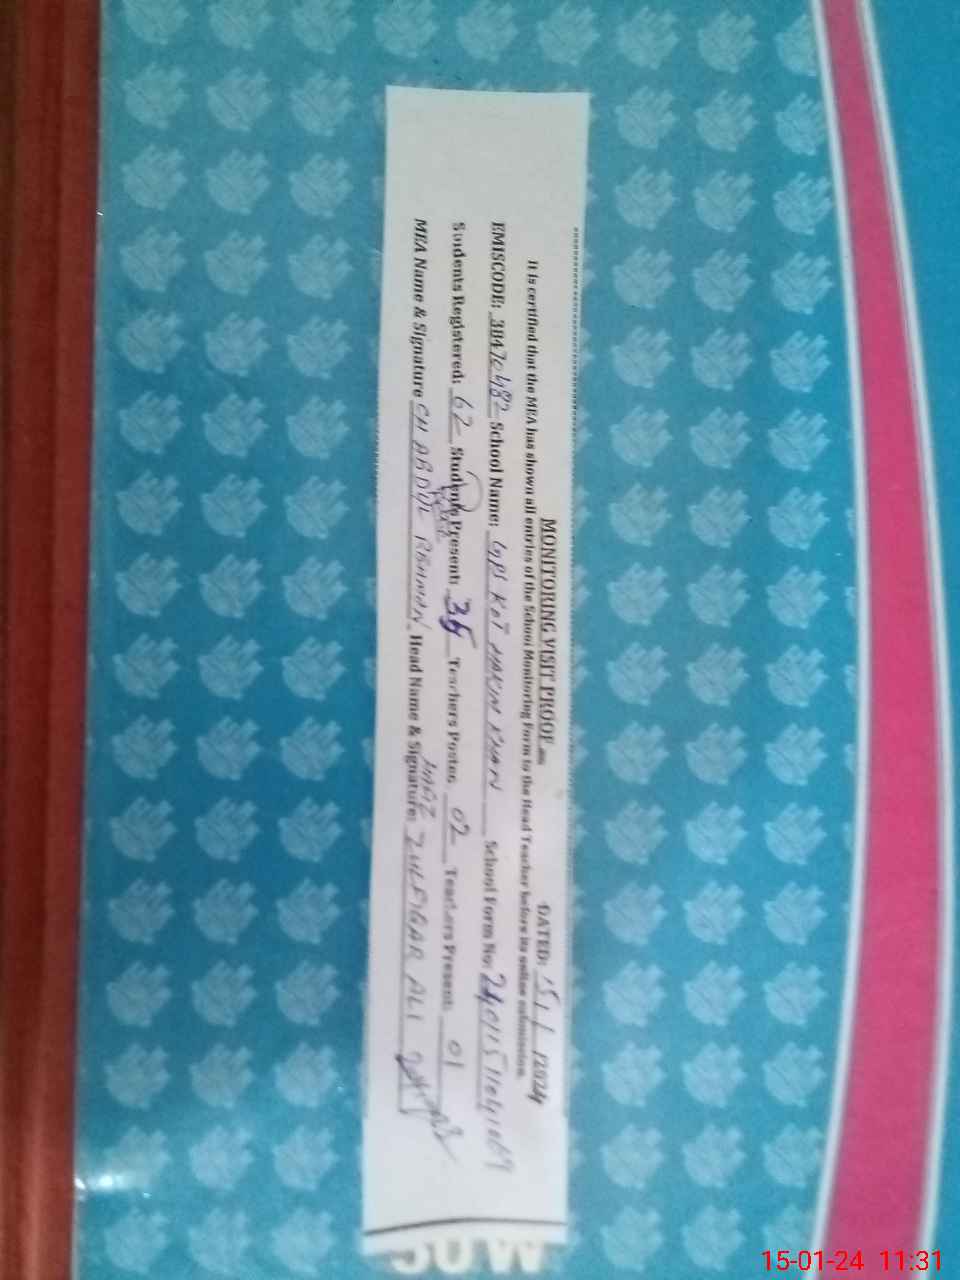 MONITORING VISIT PROOF
DATED: 15/1/2024
It is certified that the MEA has shown all entries of the School Monitoring Form to the Head Teacher before its online submission.
EMISCODE: 38470482 School Name: GPS KOT HAKIM KHAN School Form No:
Students Registered: 62 Students Present: 35 Teachers Posted: 02 Teachers Present: 01
MEA Name & Signature CH ABDUL REHMAN Head Name & Signature: HAFIZ ZULFIQAR ALI
15-01-24 11:31